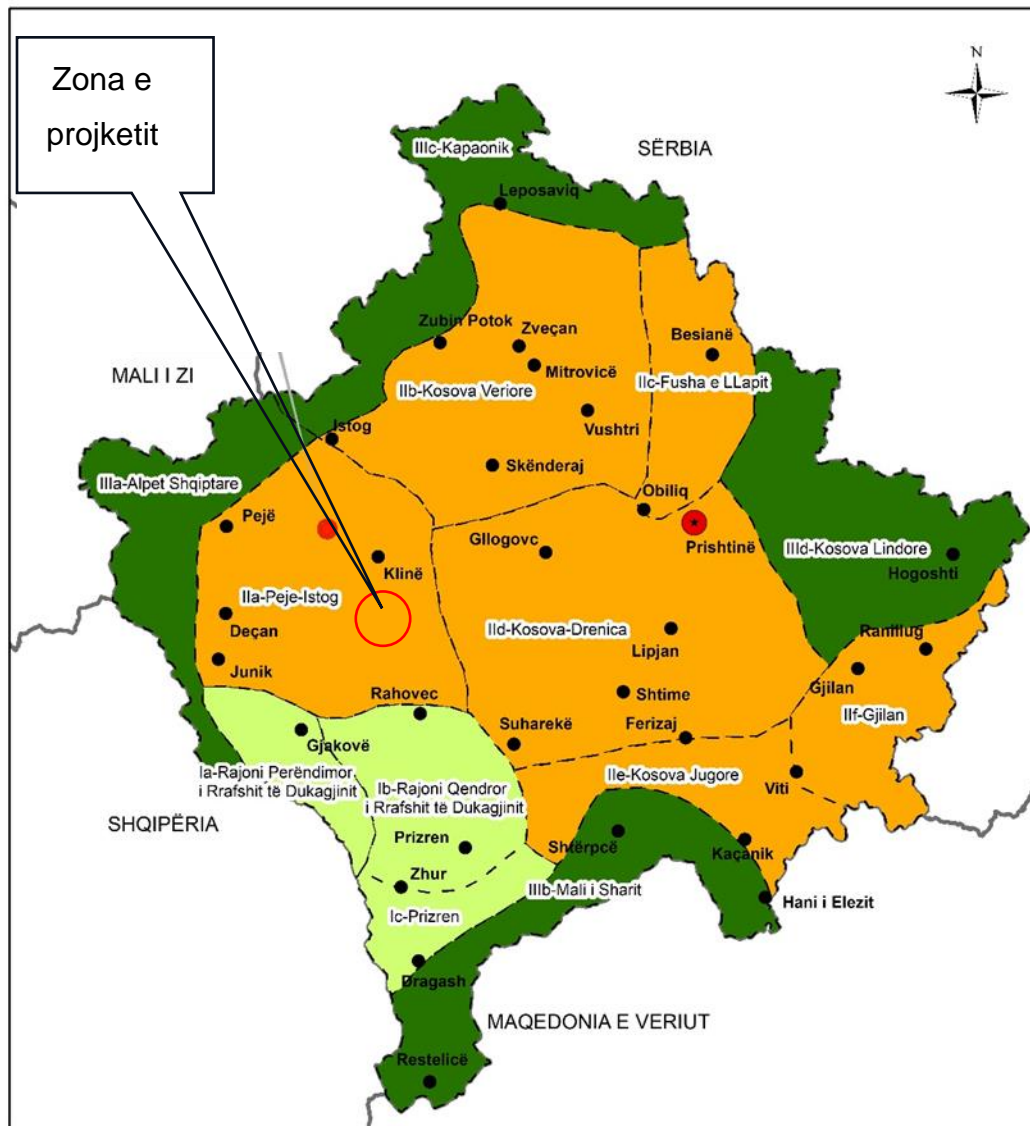 Zona e
projketit
N
IIIc-Kapaonik
SËRBIA
Leposaviq
Zubin Potok
Zveçan
Besianë
Mitrovicë
MALI I ZI
IIb-Kosova Veriore
IIc-Fusha e LLapit
Vushtri
Istog
Skënderaj
IIIa-Alpet Shqiptare
Obiliq
Pejë
Prishtinë
Gllogovc
Klinë
IIId-Kosova Lindore
Hogoshti
IIa-Peje-Istog
Deçan
IId-Kosova-Drenica
Lipjan
Ranillug
Junik
Gjilan
Rahovec
Shtime
IIf-Gjilan
Suharekë
Ferizaj
Gjakovë
Ia-Rajoni Perëndimor
i Rrafshit të Dukagjinit
Ib-Rajoni Qendror
i Rrafshit të Dukagjinit
IIe-Kosova Jugore
Viti
SHQIPËRIA
Prizren
Shtërpcë
Kaçanik
Zhur
IIIb-Mali i Sharit
Hani i Elezit
Ic-Prizren
Dragash
MAQEDONIA E VERIUT
Restelicë